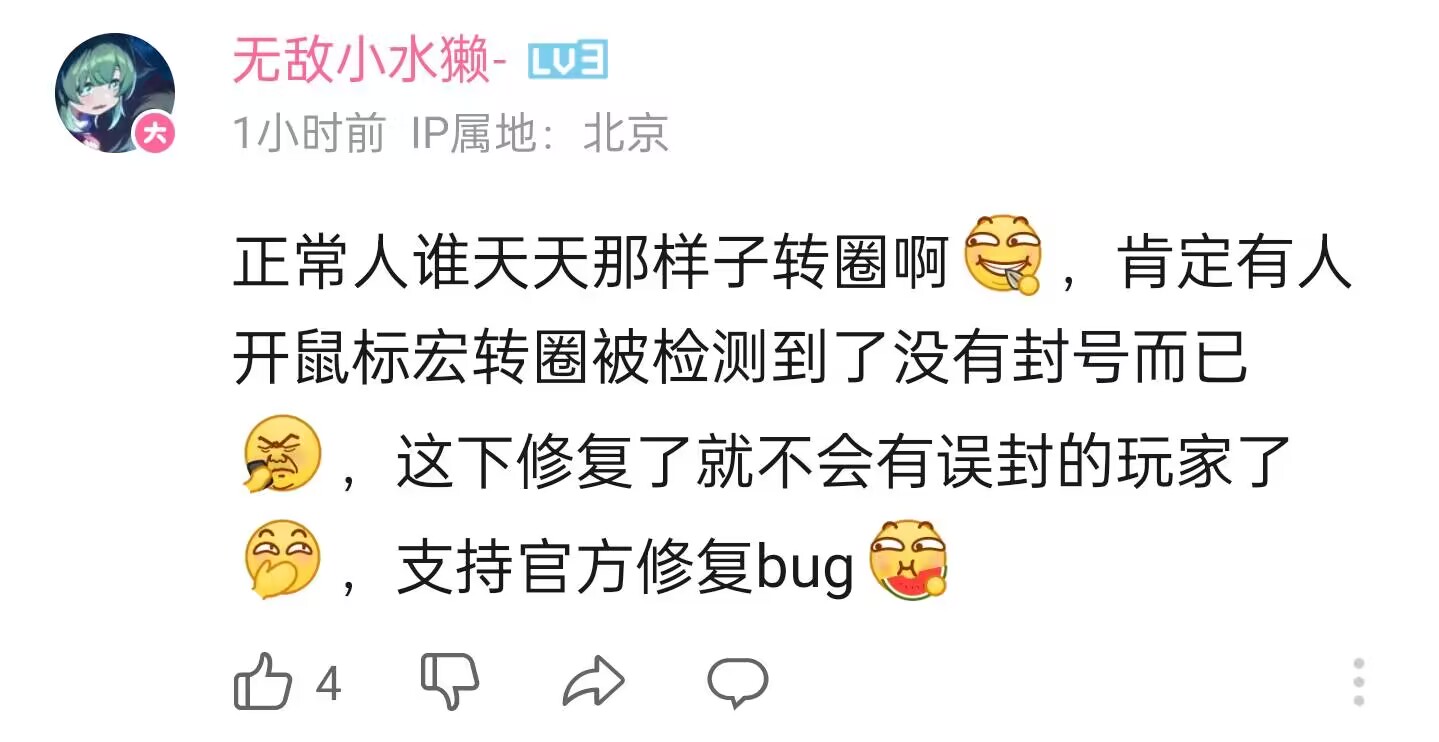 无敌小水獭- LV3
大
1小时前 IP属地：北京
正常人谁天天那样子转圈啊，肯定有人
开鼠标宏转圈被检测到了没有封号而已
，这下修复了就不会有误封的玩家了
，支持官方修复bug
4